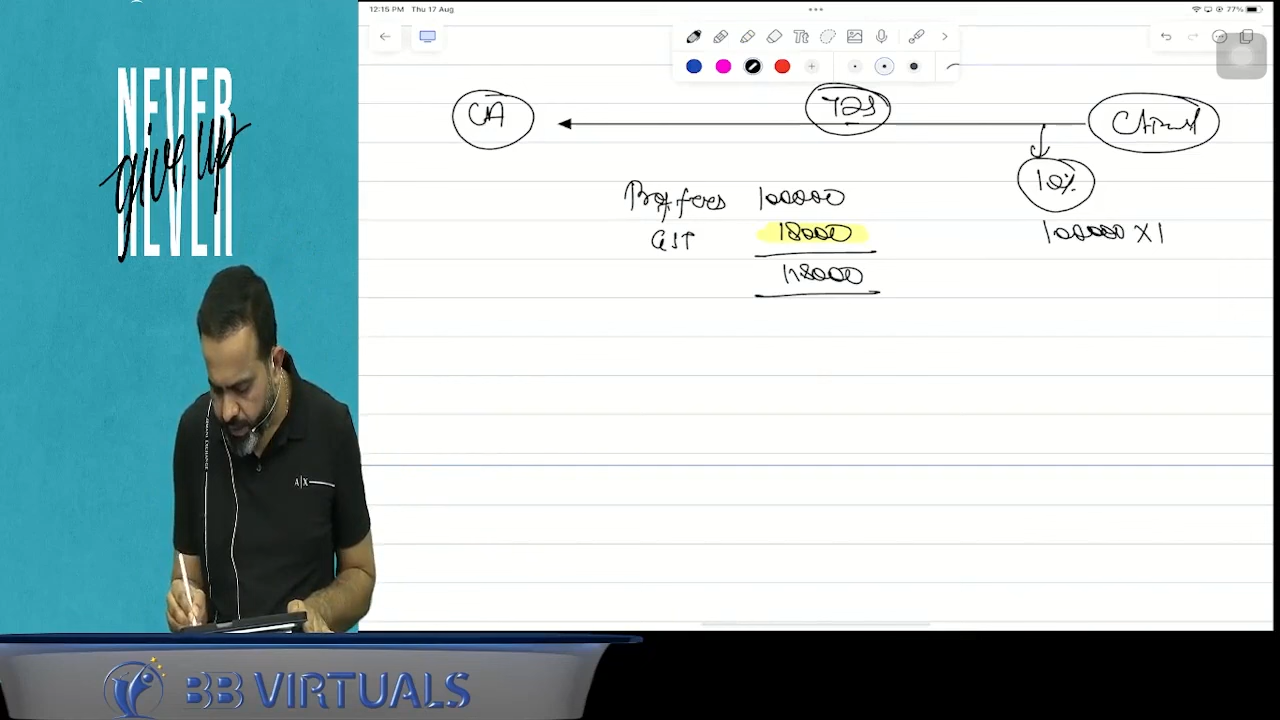 12:15 PM Thu 17 Aug
77%
NEVER
give up
NEVER
CA
TDS
Client
10%
Prof fees 100000
GST 18000
118000
100000 X 1
A|X
BB VIRTUALS